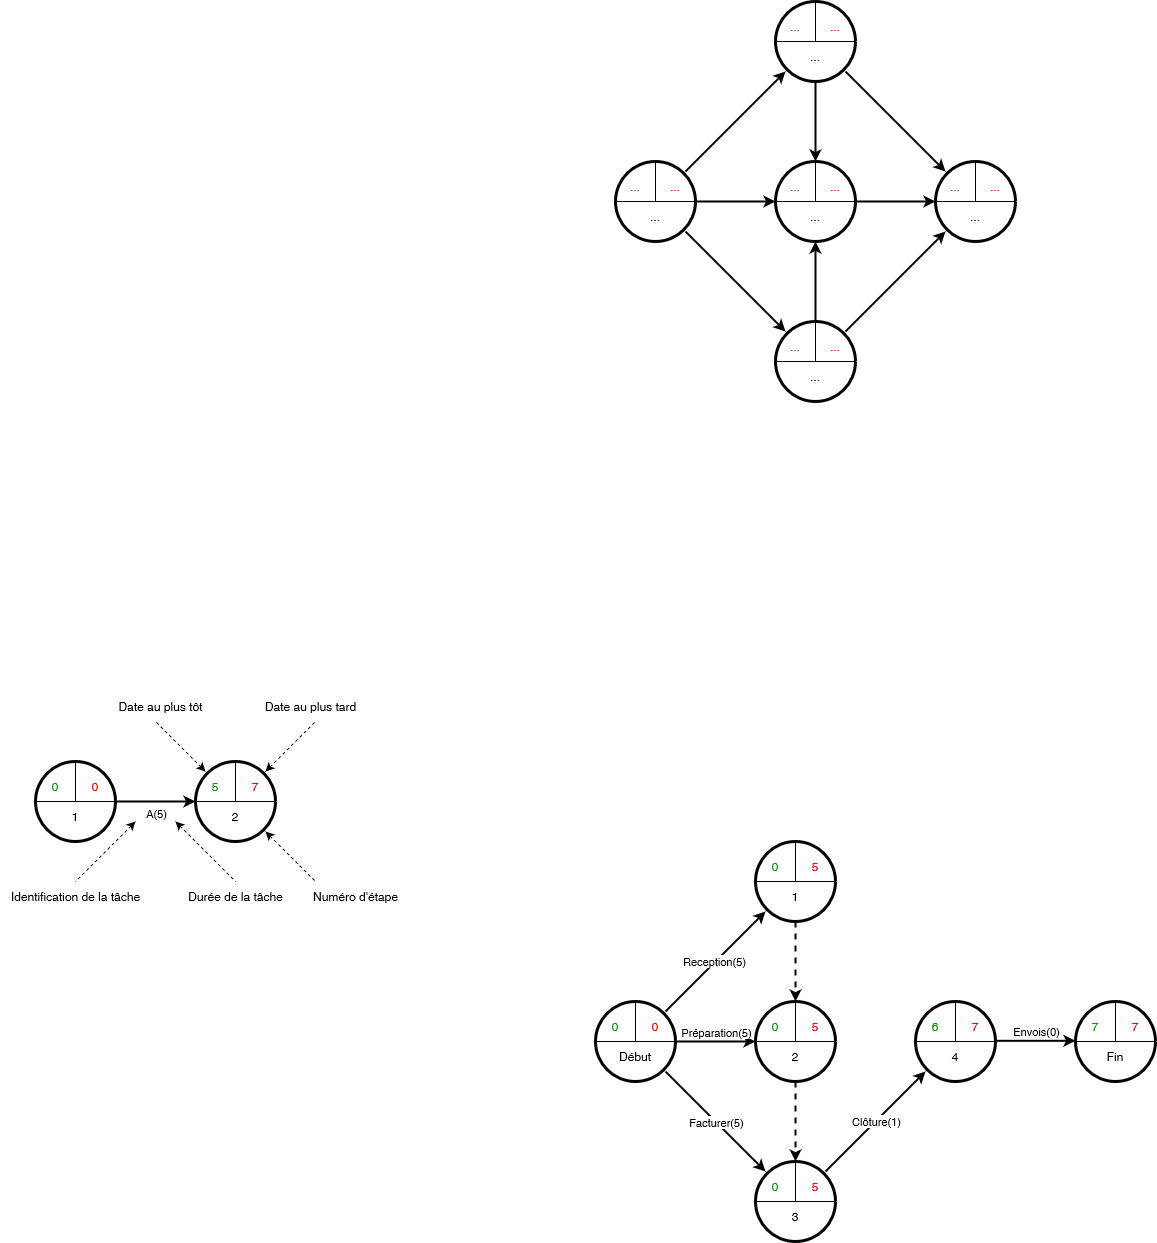 ... ...
...
... ...
...
... ...
...
... ...
...
... ...
...
Date au plus tôt
Date au plus tard
0 0
1
A(5)
5 7
2
Identification de la tâche
Durée de la tâche
Numéro d'étape
0 5
1
Reception(5)
0 0
Début
Préparation(5)
0 5
2
6 7
4
Envois(0)
7 7
Fin
Facturer(5)
Clôture(1)
0 5
3